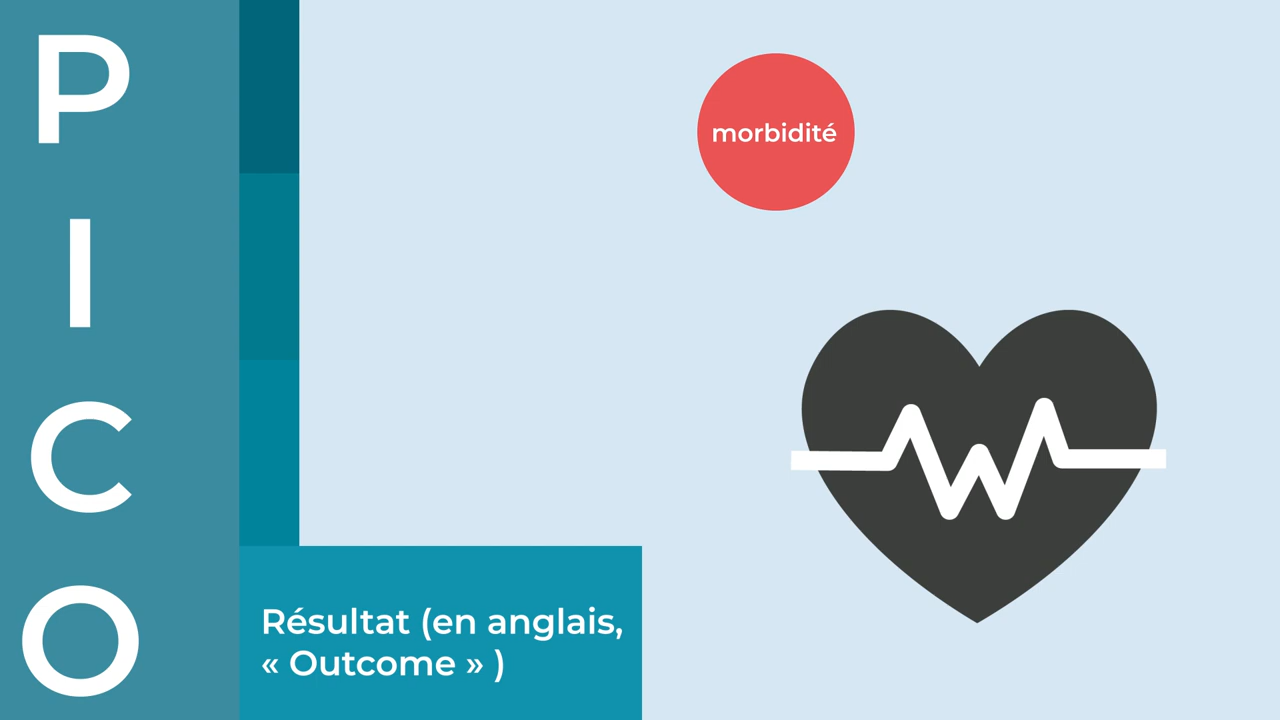 P
I
C
O
morbidité
Résultat (en anglais,
« Outcome » )